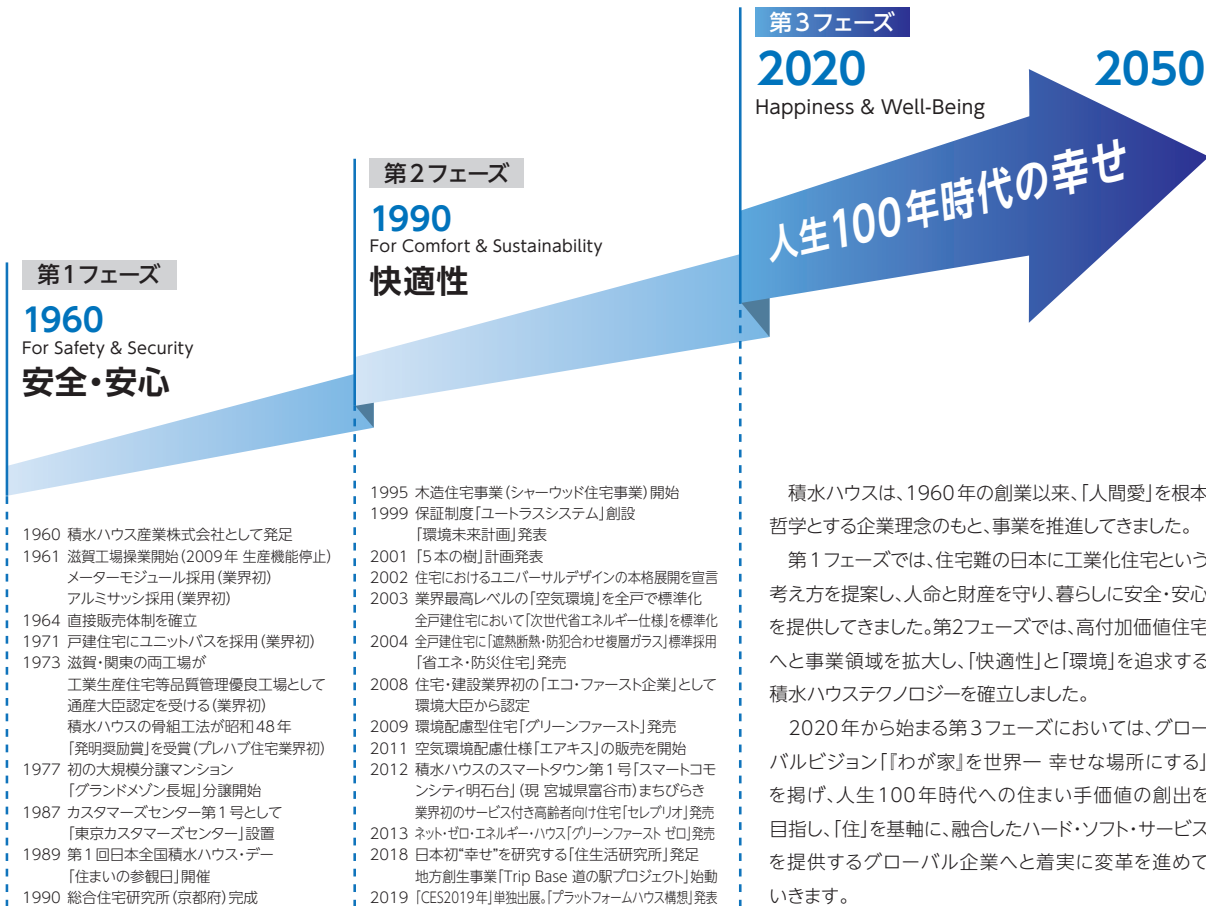 第1フェーズ
1960
For Safety & Security
安全・安心
1960 積水ハウス産業株式会社として発足
1961 滋賀工場操業開始(2009年 生産機能停止)
メーターモジュール採用(業界初)
アルミサッシ採用(業界初)
1964 直接販売体制を確立
1971 戸建住宅にユニットバスを採用(業界初)
1973 滋賀・関東の両工場が
工業生産住宅等品質管理優良工場として
通産大臣認定を受ける(業界初)
積水ハウスの骨組工法が昭和48年
「発明奨励賞」を受賞(プレハブ住宅業界初)
1977 初の大規模分譲マンション
「グランドメゾン長堀」分譲開始
1987 カスタマーズセンター第1号として
「東京カスタマーズセンター」設置
1989 第1回日本全国積水ハウス・デー
「住まいの参観日」開催
1990 総合住宅研究所(京都府)完成
第2フェーズ
1990
For Comfort & Sustainability
快適性
1995 木造住宅事業(シャーウッド住宅事業)開始
1999 保証制度「ユートラスシステム」創設
「環境未来計画」発表
2001 「5本の樹」計画発表
2002 住宅におけるユニバーサルデザインの本格展開を宣言
2003 業界最高レベルの「空気環境」を全戸で標準化
全戸建住宅において「次世代省エネルギー仕様」を標準化
2004 全戸建住宅に「遮熱断熱・防犯合わせ複層ガラス」標準採用
「省エネ・防災住宅」発売
2008 住宅・建設業界初の「エコ・ファースト企業」として
環境大臣から認定
2009 環境配慮型住宅「グリーンファースト」発売
2011 空気環境配慮仕様「エアキス」の販売を開始
2012 積水ハウスのスマートタウン第1号「スマートコモ
ンシティ明石台」(現 宮城県富谷市)まちびらき
業界初のサービス付き高齢者向け住宅「セレブリオ」発売
2013 ネット・ゼロ・エネルギー・ハウス「グリーンファースト ゼロ」発売
2018 日本初“幸せ”を研究する「住生活研究所」発足
地方創生事業「Trip Base 道の駅プロジェクト」始動
2019 「CES2019年」単独出展。「プラットフォームハウス構想」発表
第3フェーズ
2020
2050
Happiness & Well-Being
人生100年時代の幸せ
積水ハウスは、1960年の創業以来、「人間愛」を根本
哲学とする企業理念のもと、事業を推進してきました。
第1フェーズでは、住宅難の日本に工業化住宅という
考え方を提案し、人命と財産を守り、暮らしに安全・安心
を提供してきました。第2フェーズでは、高付加価値住宅
へと事業領域を拡大し、「快適性」と「環境」を追求する
積水ハウステクノロジーを確立しました。
2020年から始まる第3フェーズにおいては、グロー
バルビジョン「『わが家』を世界一 幸せな場所にする」
を掲げ、人生100年時代への住まい手価値の創出を
目指し、「住」を基軸に、融合したハード・ソフト・サービス
を提供するグローバル企業へと着実に変革を進めて
いきます。